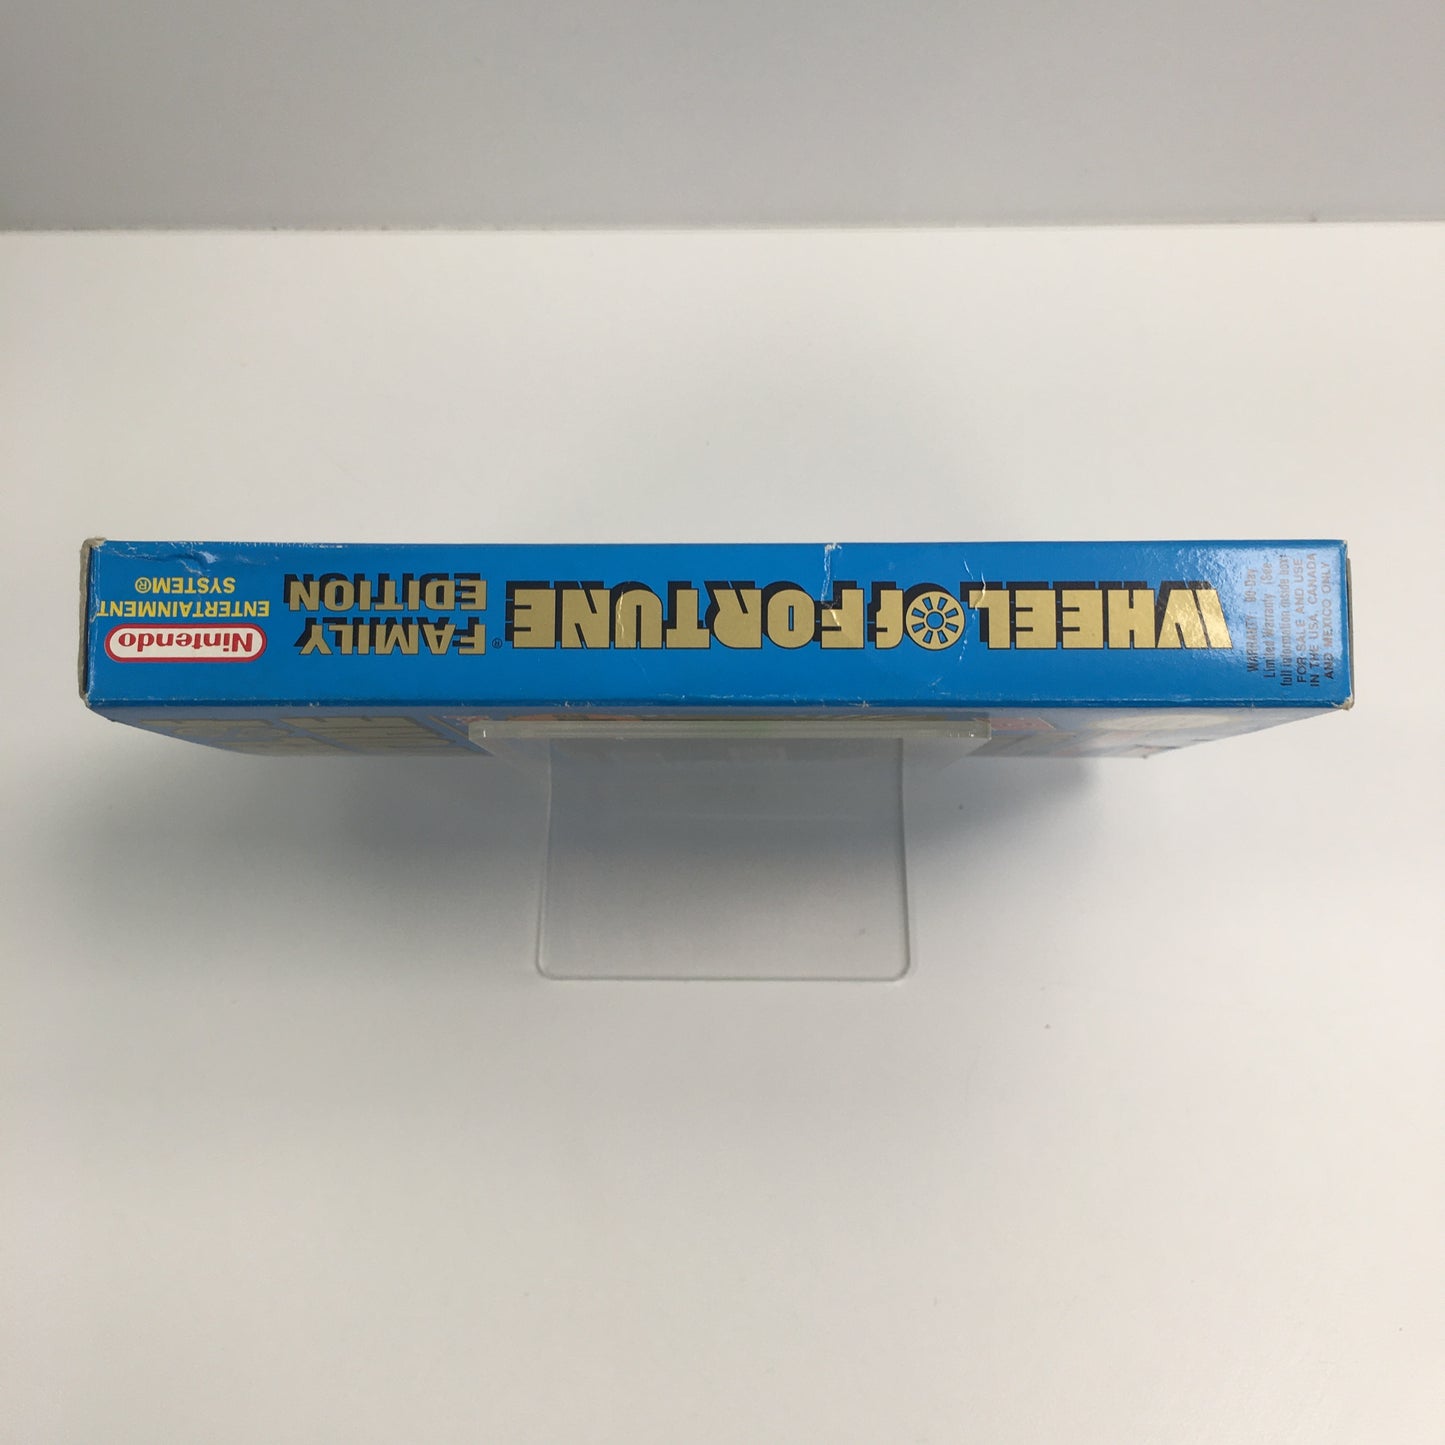 WARRANTY 90-Day
Limited Warranty (See
full information inside box)
FOR SALE AND USE
IN THE USA, CANADA
AND MEXICO ONLY
WHEEL OF FORTUNE®
FAMILY
EDITION
Nintendo
ENTERTAINMENT
SYSTEM®